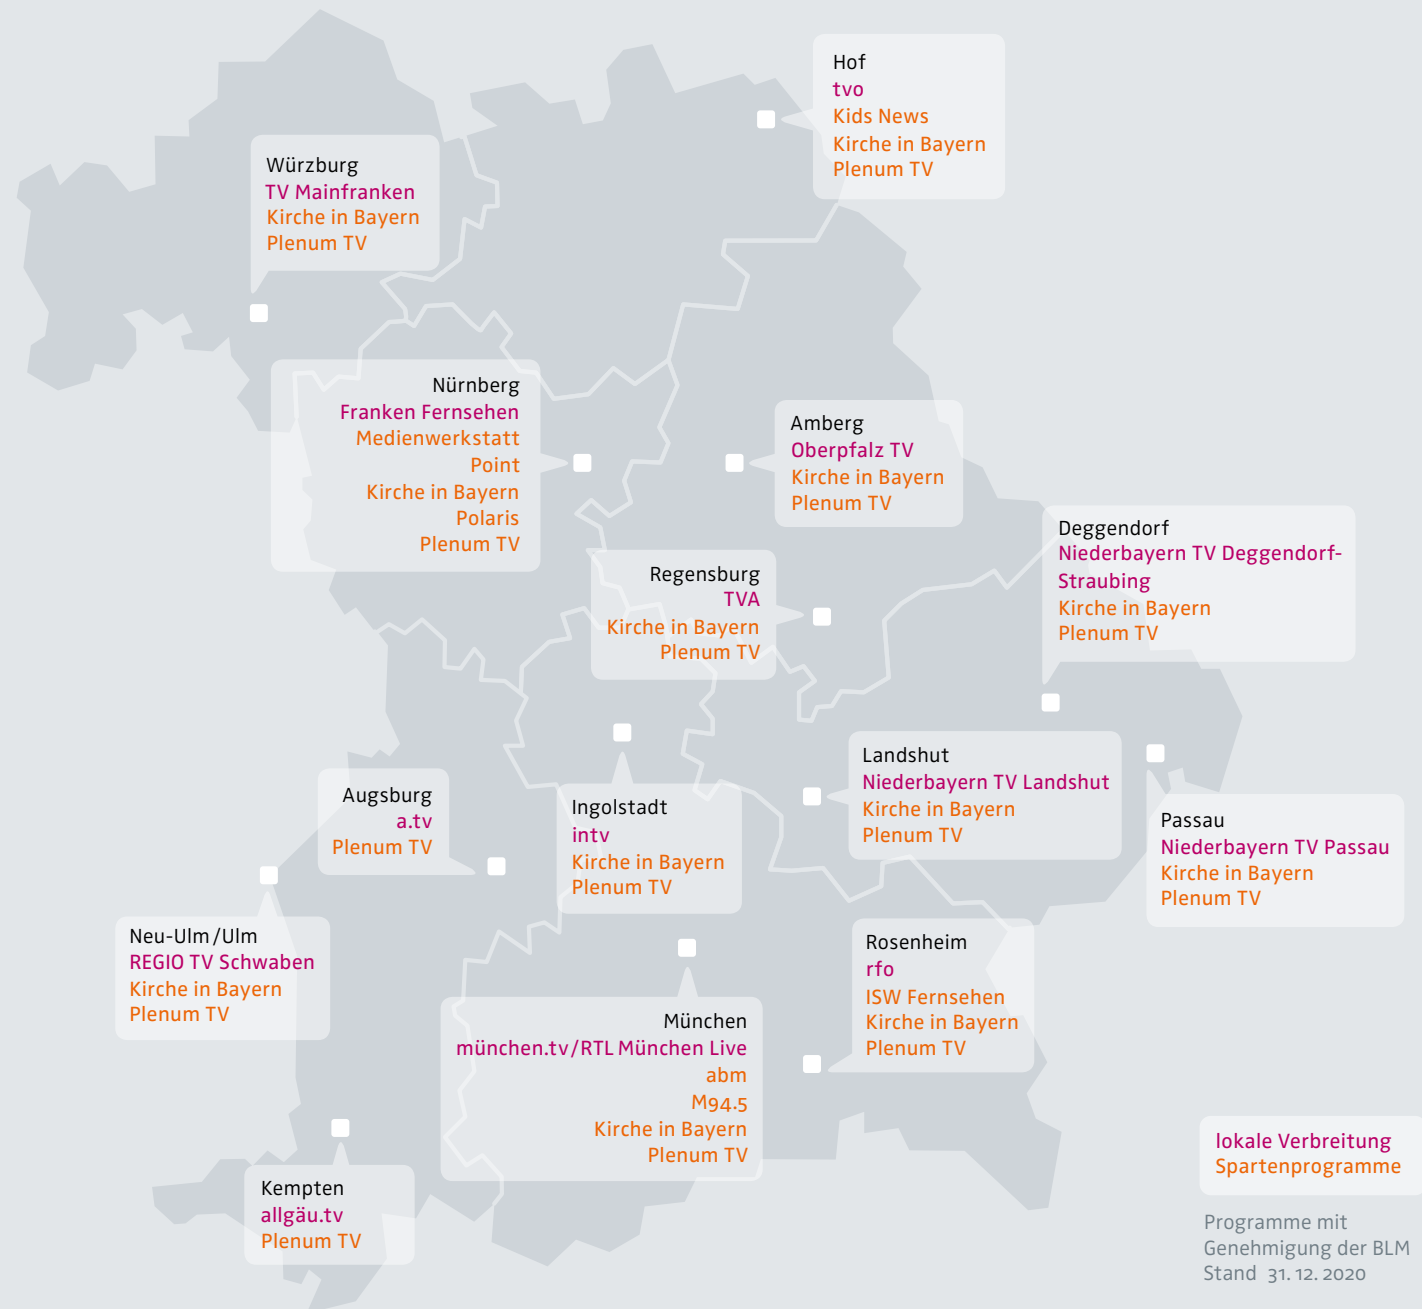 Hof
tvo
Kids News
Kirche in Bayern
Plenum TV
Würzburg
TV Mainfranken
Kirche in Bayern
Plenum TV
Nürnberg
Franken Fernsehen
Medienwerkstatt
Point
Kirche in Bayern
Polaris
Plenum TV
Amberg
Oberpfalz TV
Kirche in Bayern
Plenum TV
Deggendorf
Niederbayern TV Deggendorf-
Straubing
Kirche in Bayern
Plenum TV
Regensburg
TVA
Kirche in Bayern
Plenum TV
Landshut
Niederbayern TV Landshut
Kirche in Bayern
Plenum TV
Augsburg
a.tv
Plenum TV
Ingolstadt
intv
Kirche in Bayern
Plenum TV
Passau
Niederbayern TV Passau
Kirche in Bayern
Plenum TV
Neu-Ulm/Ulm
REGIO TV Schwaben
Kirche in Bayern
Plenum TV
Rosenheim
rfo
ISW Fernsehen
Kirche in Bayern
Plenum TV
München
münchen.tv/RTL München Live
abm
M94.5
Kirche in Bayern
Plenum TV
Kempten
allgäu.tv
Plenum TV
lokale Verbreitung
Spartenprogramme
Programme mit
Genehmigung der BLM
Stand 31. 12. 2020